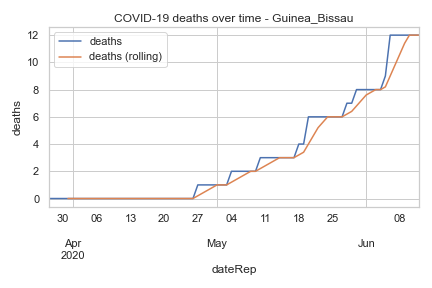 COVID-19 deaths over time - Guinea_Bissau
deaths
deaths (rolling)
12
10
8
6
4
2
0
deaths
30 06 13 20 27 04 11 18 25 08
Apr May Jun
2020
dateRep